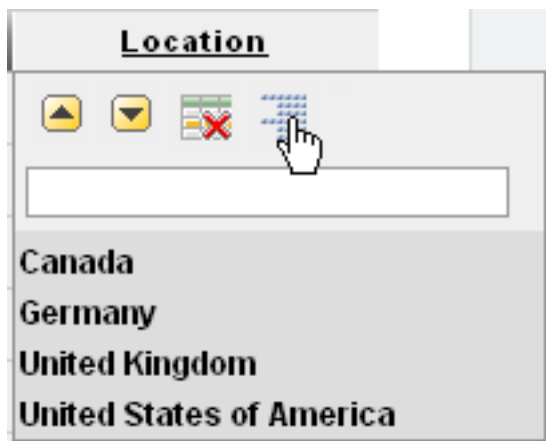 Location
Canada
Germany
United Kingdom
United States of America